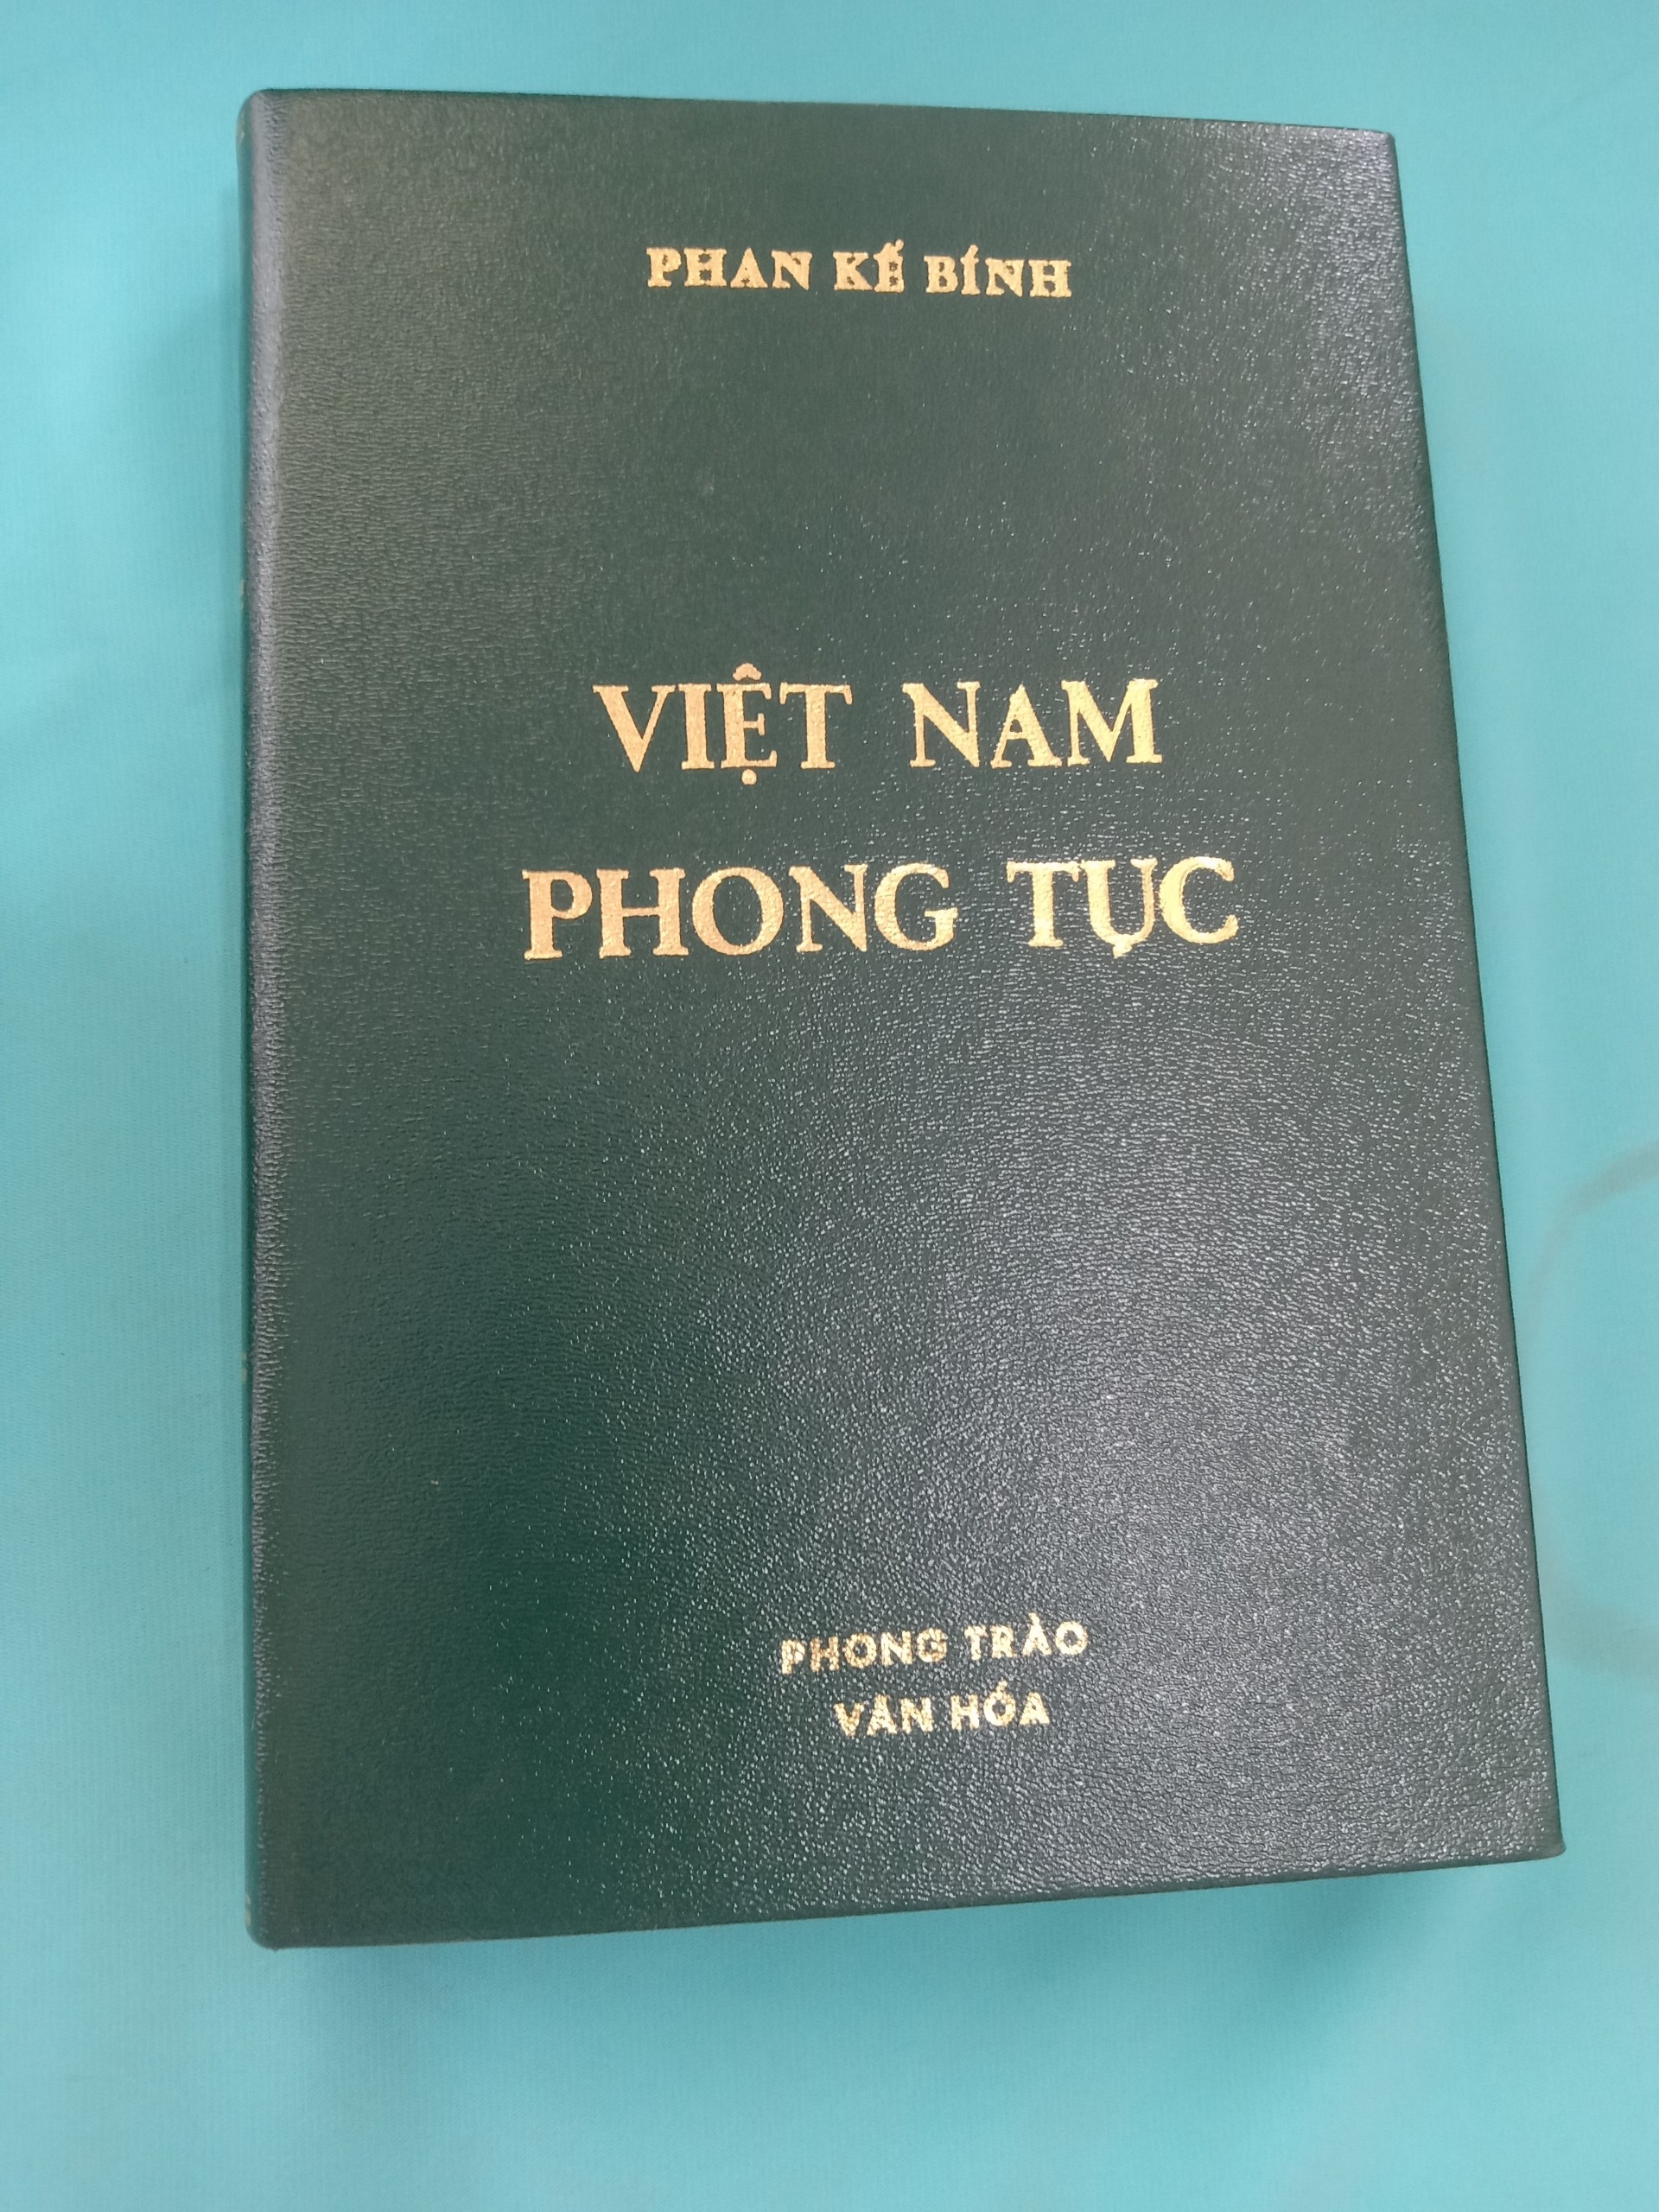 PHAN KẾ BÍNH
VIỆT NAM
PHONG TỤC
PHONG TRÀO
VĂN HÓA